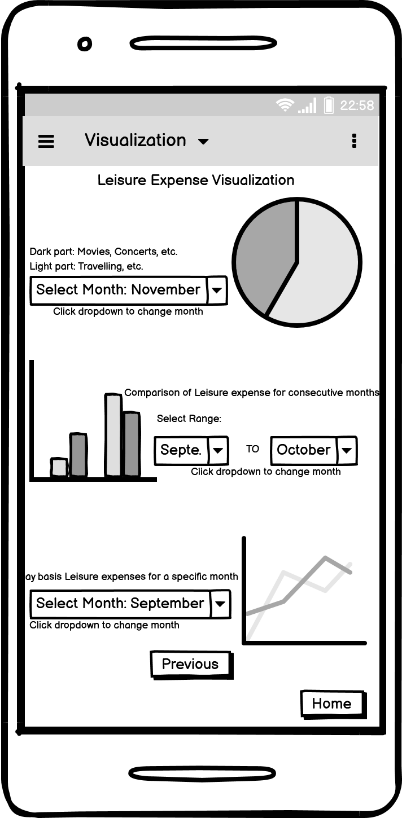 22:58
Visualization
Leisure Expense Visualization
Dark part: Movies, Concerts, etc.
Light part: Travelling, etc.
Select Month: November
Click dropdown to change month
Comparison of Leisure expense for consecutive months
Select Range:
Septe. TO October
Click dropdown to change month
ay basis Leisure expenses for a specific month
Select Month: September
Click dropdown to change month
Previous
Home